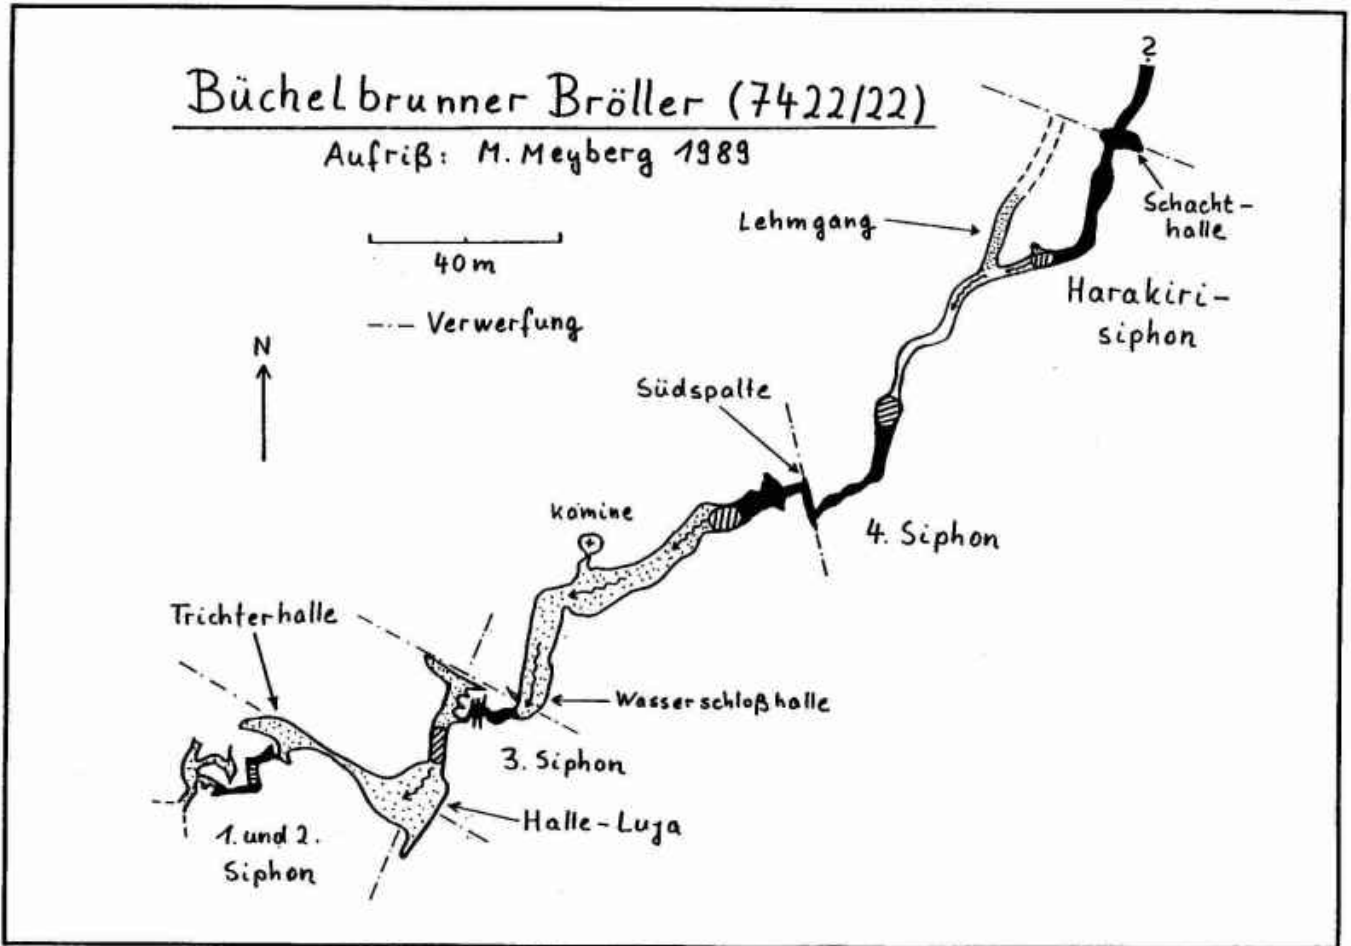 Büchelbrunner Bröller (7422/22)
Aufriß: M. Meyberg 1989
40m
-·- Verwerfung
N
?
Schacht-
halle
Lehmgang
Harakiri-
siphon
Südspalte
4. Siphon
Kamine
Trichterhalle
Wasserschloßhalle
3. Siphon
Halle-Luja
1. und 2.
Siphon